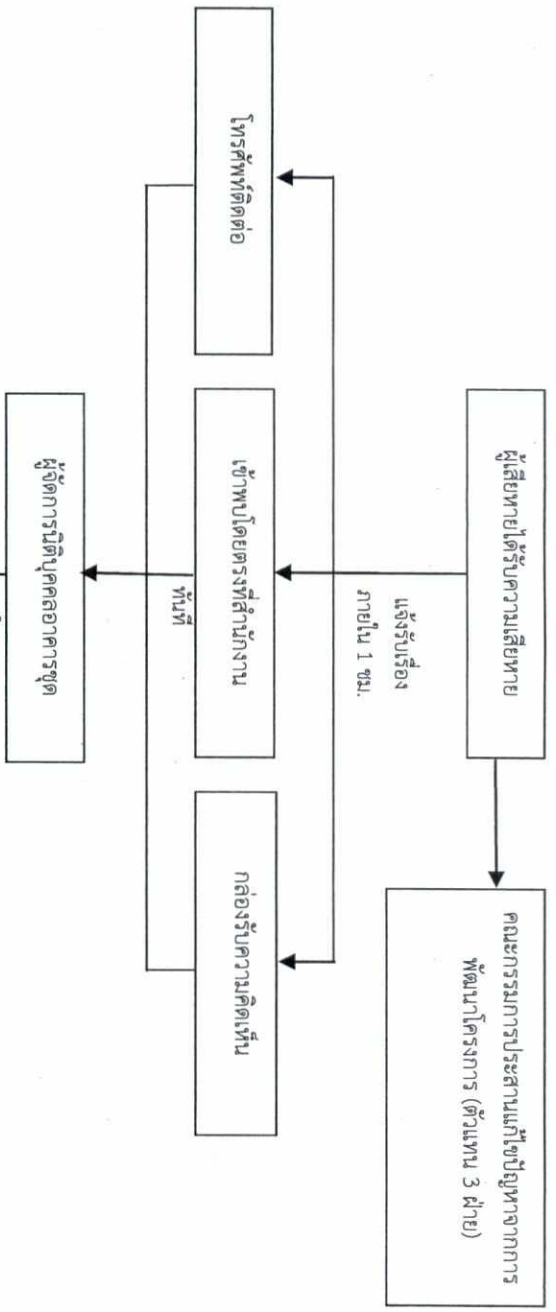 ผู้เสียหายได้รับความเสียหาย
คณะกรรมการประสานแก้ไขปัญหาจากการ
พัฒนาโครงการ (ตัวแทน 3 ฝ่าย)
แจ้งรับเรื่อง
ภายใน 1 ชม.
โทรศัพท์ติดต่อ
เข้าพบโดยตรงที่สำนักงาน
กล่องรับความคิดเห็น
ทันที
ผู้จัดการนิติบุคคลอาคารชุด